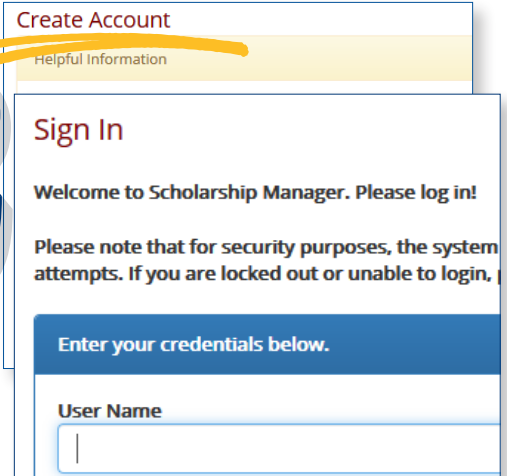 Create Account
Helpful Information
Sign In
Welcome to Scholarship Manager. Please log in!
Please note that for security purposes, the system
attempts. If you are locked out or unable to login,
Enter your credentials below.
User Name